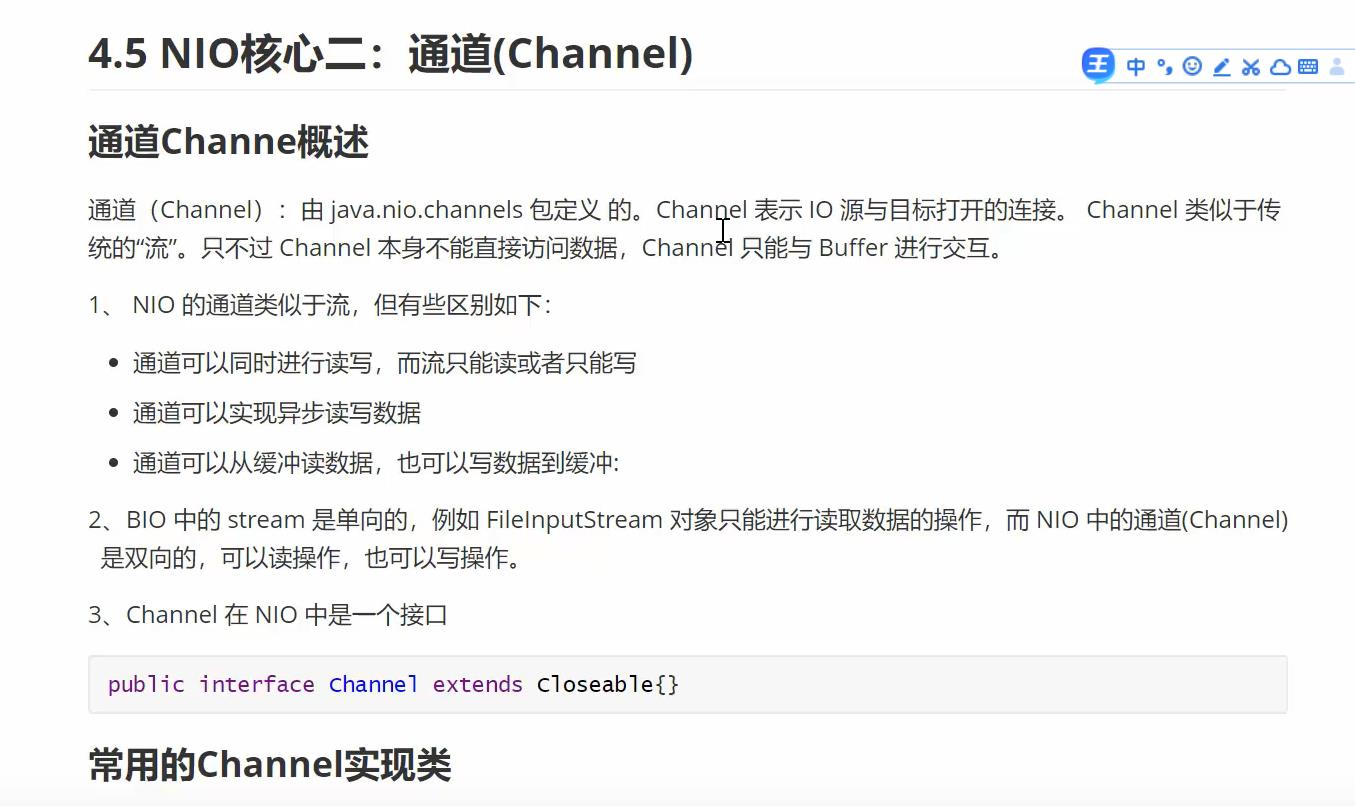 4.5 NIO核心二：通道(Channel)
王 中
通道Channe概述
通道（Channel）：由 java.nio.channels 包定义 的。Channel 表示 IO 源与目标打开的连接。 Channel 类似于传
统的“流”。只不过 Channel 本身不能直接访问数据，Channel 只能与 Buffer 进行交互。
1、 NIO 的通道类似于流，但有些区别如下：
• 通道可以同时进行读写，而流只能读或者只能写
• 通道可以实现异步读写数据
• 通道可以从缓冲读数据，也可以写数据到缓冲:
2、BIO 中的 stream 是单向的，例如 FileInputStream 对象只能进行读取数据的操作，而 NIO 中的通道(Channel)
是双向的，可以读操作，也可以写操作。
3、Channel 在 NIO 中是一个接口
public interface Channel extends Closeable{}
常用的Channel实现类